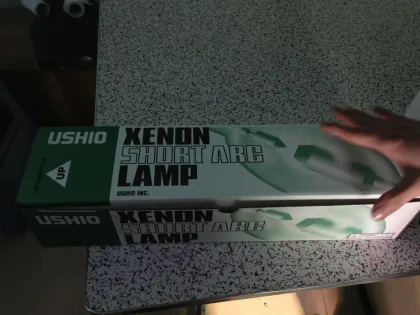 USHIO
XENON
SHORT ARC
LAMP
USHIO INC.
UP
USHIO
XENON
SHORT ARC
LAMP